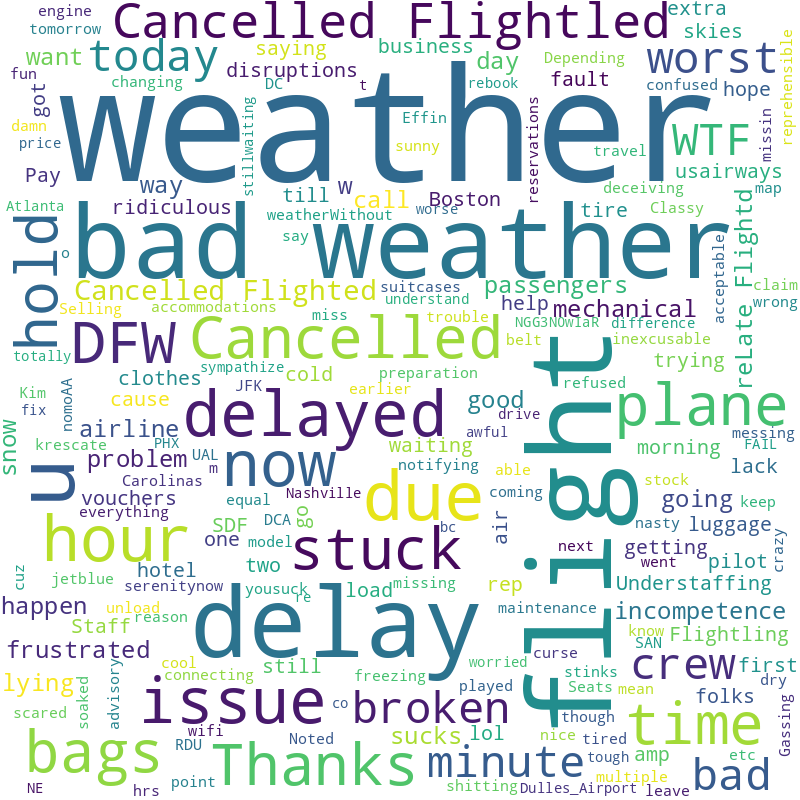 engine
Cancelled Flightled
extra
tomorrow
today
saying
business
Depending
skies
want
disruptions
day
worst
reprehensible
fun
got
changing
DC
t
rebook
fault
confused
hope
weather
damn
stillwaiting
Effin
reservations
WTF
missin
price
sunny
travel
usairways
Pay
way
till
w
call
Boston
deceiving
map
Atlanta
ridiculous
weatherWithout
worse
tire
Classy
hold
o
bad weather
say
acceptable
reLate Flightd
Cancelled Flighted
suitcases
passengers
claim
Selling
accommodations
understand
help
mechanical
wrong
miss
trouble
NGG3NOw1aR
difference
DFW
Cancelled
belt
inexcusable
totally
sympathize
flight
trying
clothes
cold
preparation
refused
Kim
nomoAA
cause
JFK
earlier
good
plane
fix
delayed
drive
airline
awful
messing
snow
krescate
PHX
waiting
morning
FAIL
u
problem
UAL
m
now
notifying
able
lack
Carolinas
due
coming
stock
vouchers
equal
Nashville
going
keep
everything
SDF
DCA
go
air
nasty
luggage
hour
one
model
stuck
bc
next
getting
crazy
cuz
jetblue
hotel
two
went
pilot
serenitynow
yousuck
load
missing
rep
Understaffing
happen
unload
re
delay
maintenance
incompetence
Staff
reason
know
Flightling
frustrated
cool
still
curse
SAN
connecting
worried
crew
first
lying
freezing
stinks
soaked
advisory
issue
co
played
Seats
mean
folks
dry
scared
broken
though
time
Gassing
wifi
Noted
sucks
lol
nice
tired
bags
RDU
Thanks
minute
tough
amp
etc
point
multiple
bad
NE
hrs
shitting
Dulles_Airport
leave